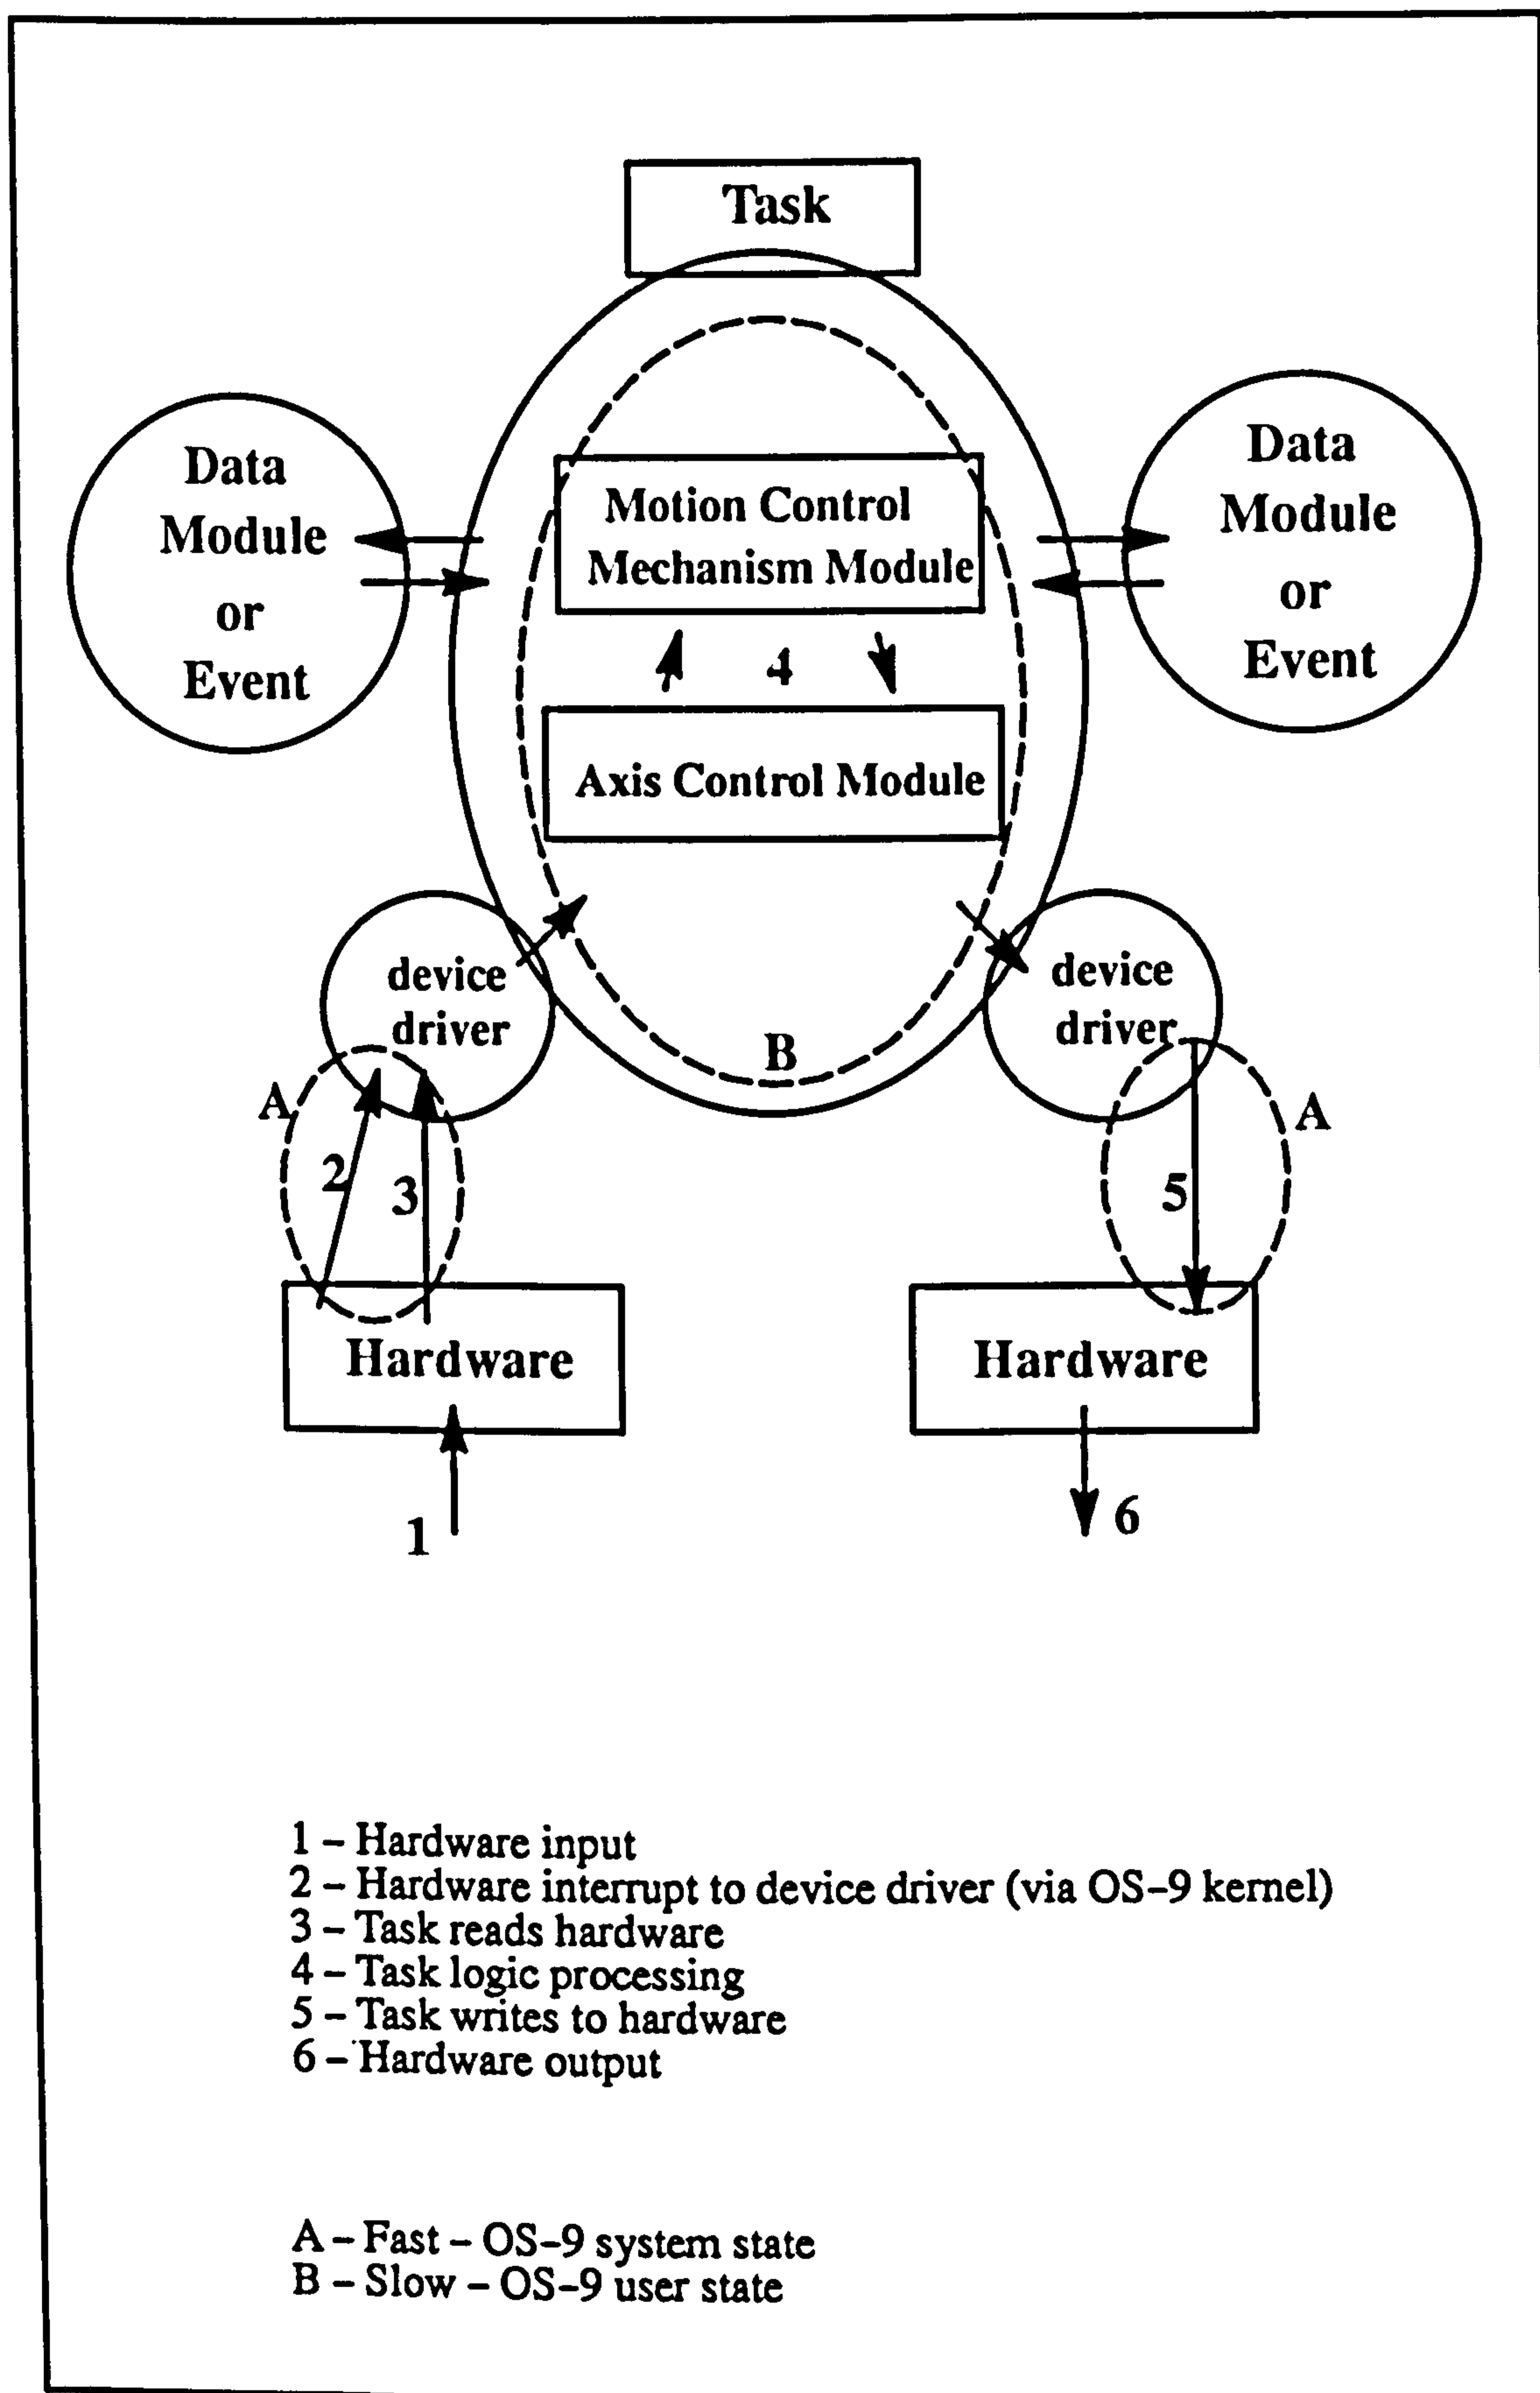 Task
Data
Module
or
Event
Motion Control
Mechanism Module
4
Axis Control Module
Data
Module
or
Event
device
driver
device
driver
B
A
2
3
A
5
Hardware
Hardware
1
6
1 – Hardware input
2 – Hardware interrupt to device driver (via OS–9 kernel)
3 – Task reads hardware
4 – Task logic processing
5 – Task writes to hardware
6 – Hardware output
A – Fast – OS–9 system state
B – Slow – OS–9 user state